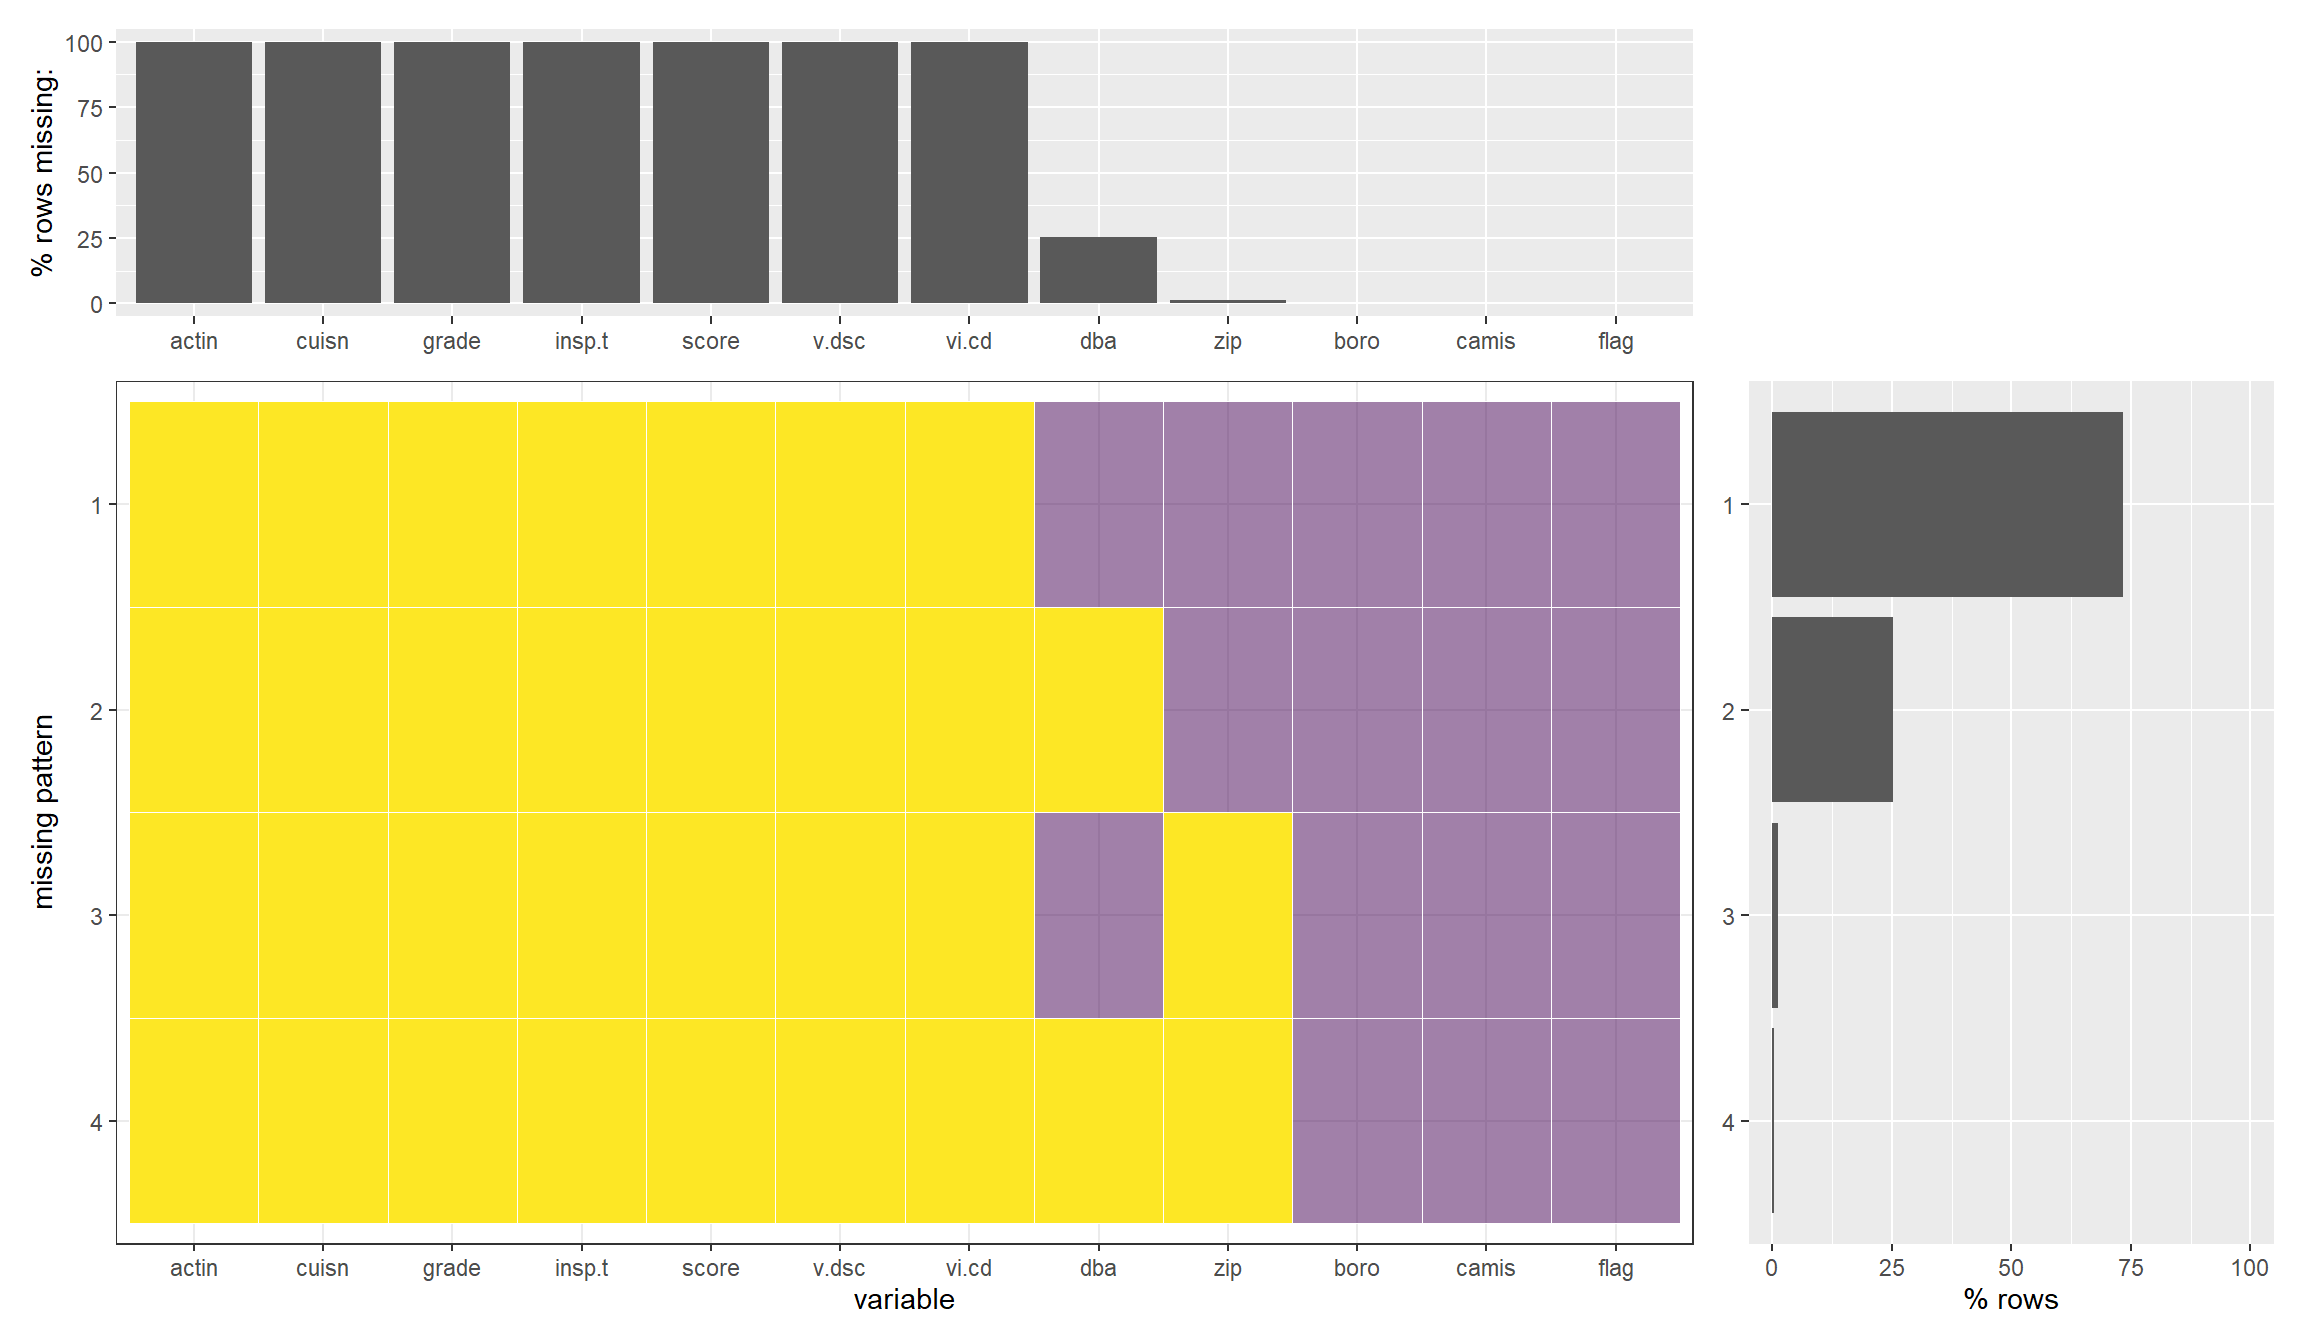 % rows missing:
100
75
50
25
0
actin cuisn grade insp.t score v.dsc vi.cd dba zip boro camis flag
missing pattern
1
2
3
4
actin cuisn grade insp.t score v.dsc vi.cd dba zip boro camis flag
variable
1
2
3
4
0 25 50 75 100
% rows